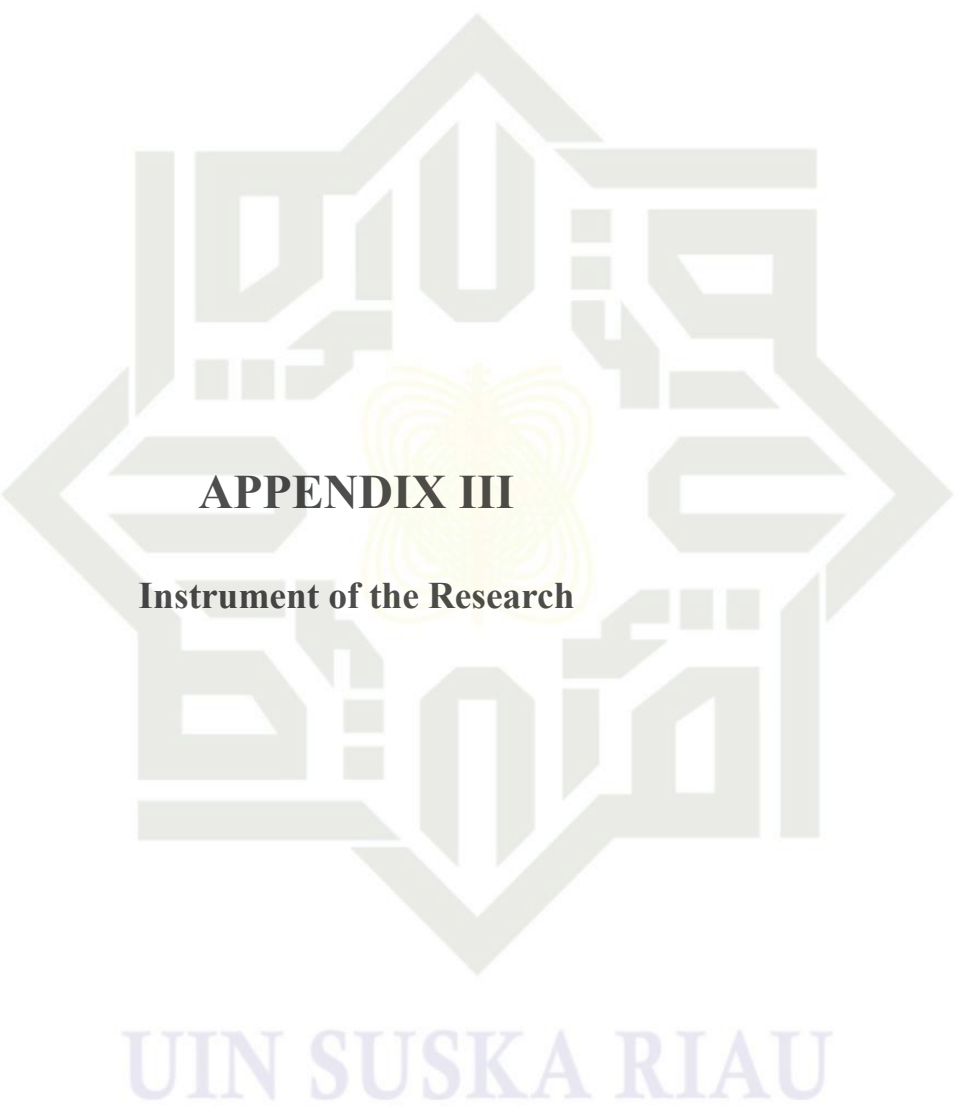 APPENDIX III
Instrument of the Research
UIN SUSKA RIAU